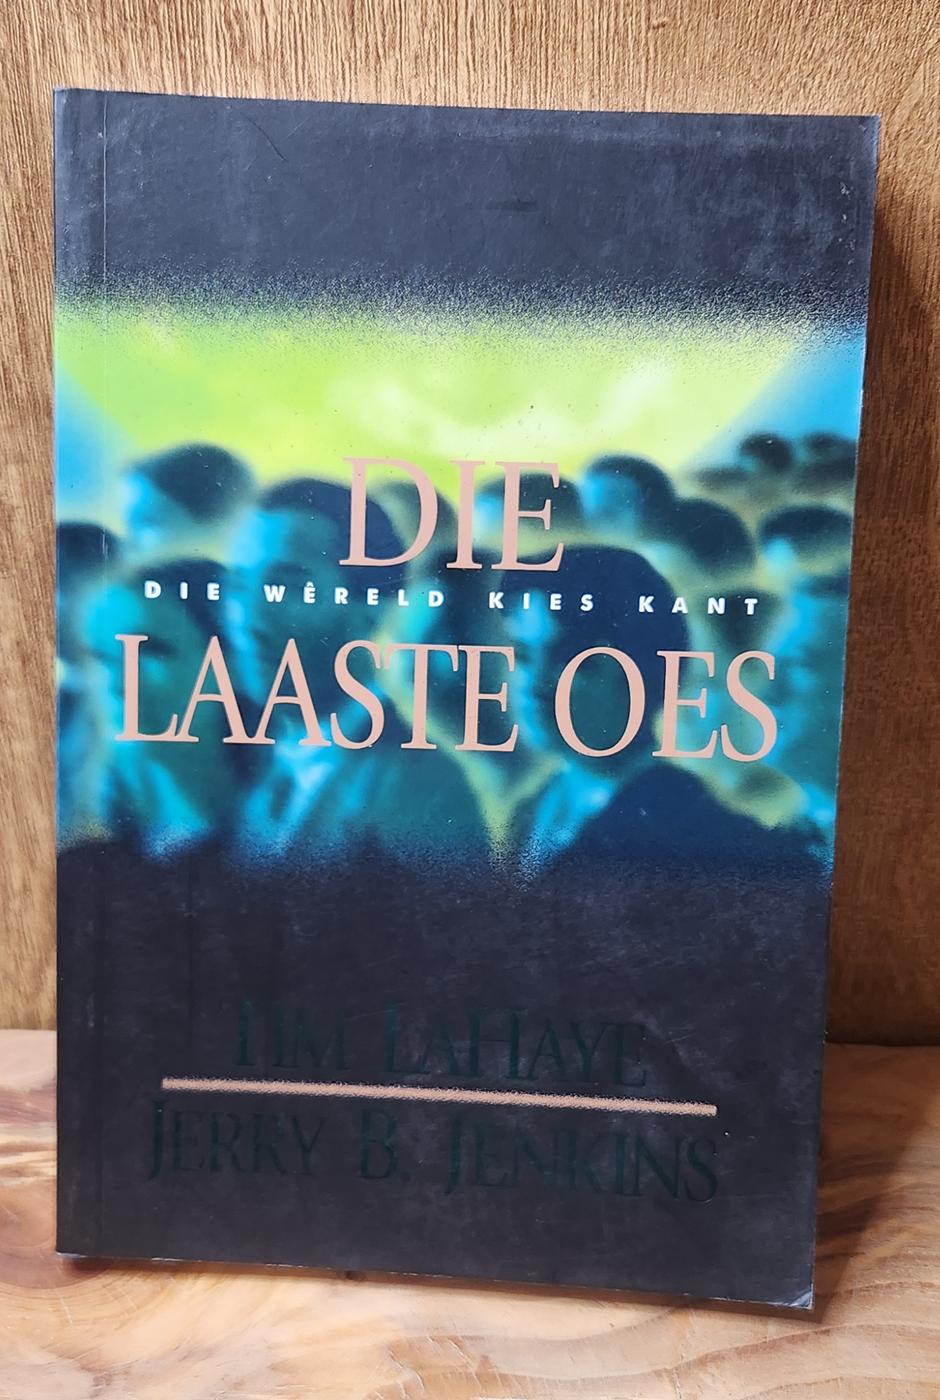 DIE
DIE WÊRELD KIES KANT
LAASTE OES
TIM LAHAYE
JERRY B. JENKINS